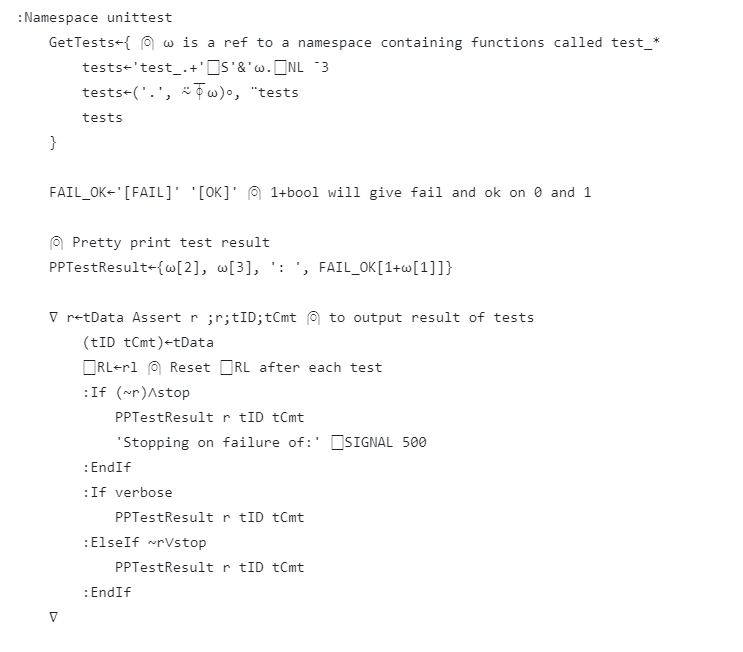 :Namespace unittest
    GetTests←{ ⍝ ⍵ is a ref to a namespace containing functions called test_*
        tests←'test_.+'⎕S'&'⍵.⎕NL ¯3
        tests←('.',⍨⍕⍵)∘,¨tests
        tests
    }

    FAIL_OK←'[FAIL]' '[OK]' ⍝ 1+bool will give fail and ok on 0 and 1

    ⍝ Pretty print test result
    PPTestResult←{⍵[2], ⍵[3], ': ', FAIL_OK[1+⍵[1]]}

    ∇ r←tData Assert r ;r;tID;tCmt ⍝ to output result of tests
        (tID tCmt)←tData
        ⎕RL←rl ⍝ Reset ⎕RL after each test
        :If (~r)∧stop
            PPTestResult r tID tCmt
            'Stopping on failure of:' ⎕SIGNAL 500
        :EndIf
        :If verbose
            PPTestResult r tID tCmt
        :ElseIf ~r∨stop
            PPTestResult r tID tCmt
        :EndIf
    ∇